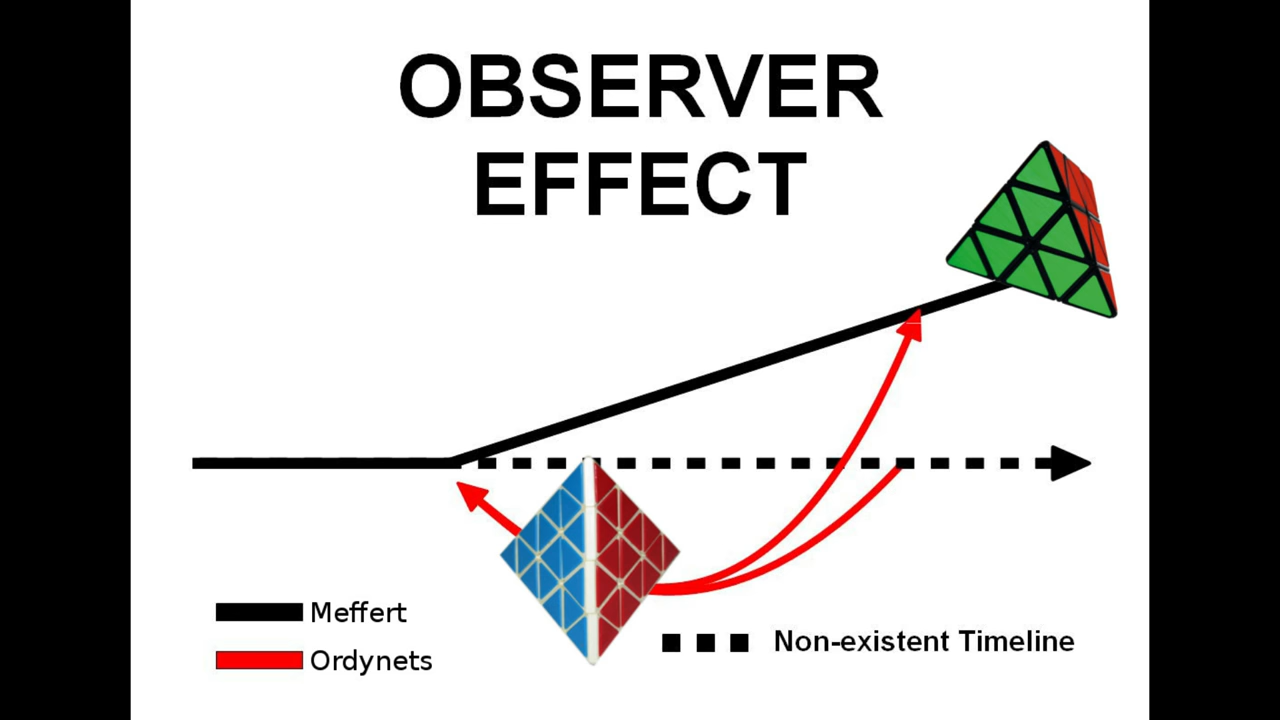 OBSERVER
EFFECT
Meffert
Ordynets
Non-existent Timeline